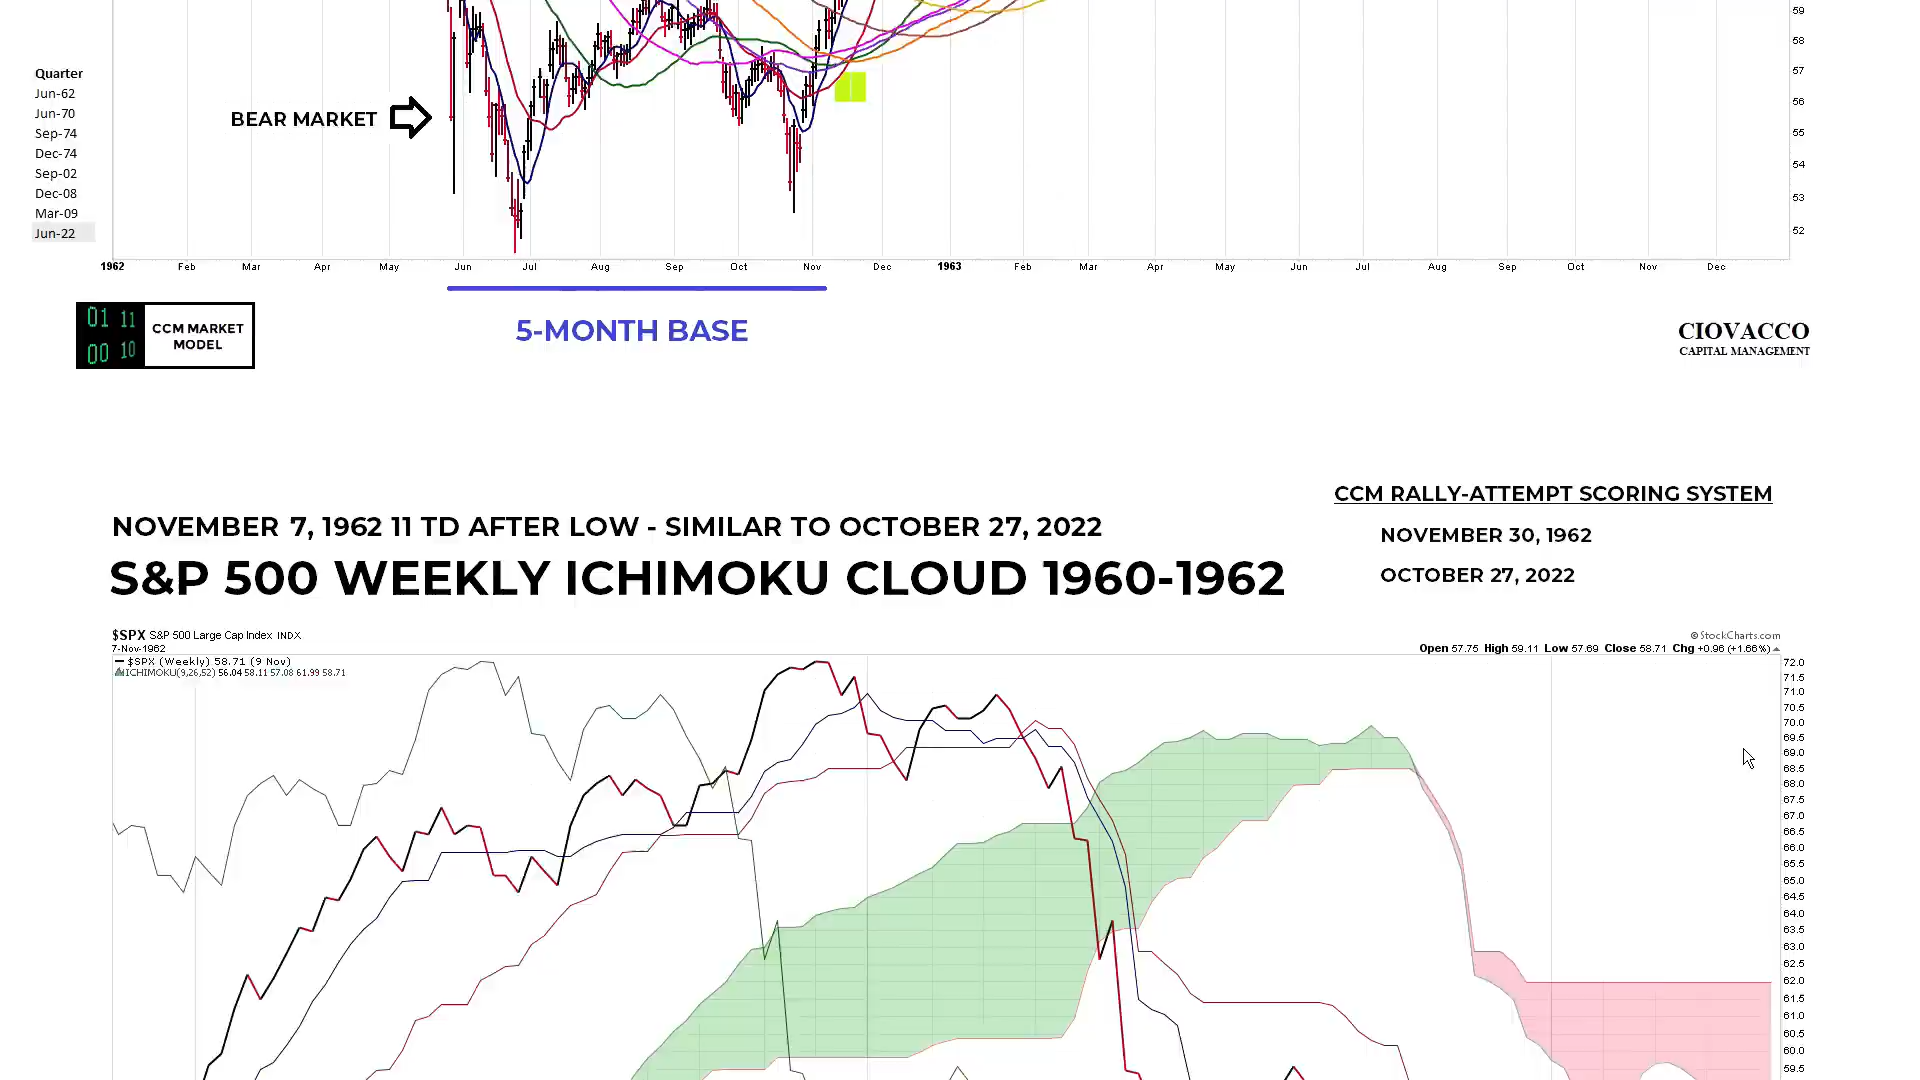 59
58
57
56
55
54
53
52
Quarter
Jun-62
Jun-70
Sep-74
Dec-74
Sep-02
Dec-08
Mar-09
Jun-22
BEAR MARKET
1962 Feb Mar Apr May Jun Jul Aug Sep Oct Nov Dec 1963 Feb Mar Apr May Jun Jul Aug Sep Oct Nov Dec
01 11
00 10
CCM MARKET
MODEL
5-MONTH BASE
CIOVACCO
CAPITAL MANAGEMENT
CCM RALLY-ATTEMPT SCORING SYSTEM
NOVEMBER 30, 1962
OCTOBER 27, 2022
NOVEMBER 7, 1962 11 TD AFTER LOW - SIMILAR TO OCTOBER 27, 2022
S&P 500 WEEKLY ICHIMOKU CLOUD 1960-1962
$SPX S&P 500 Large Cap Index INDX
© StockCharts.com
7-Nov-1962
Open 57.75 High 59.11 Low 57.69 Close 58.71 Chg +0.96 (+1.66%)
$SPX (Weekly) 58.71 (9 Nov)
ICHIMOKU(9,26,52) 56.04 58.11 57.08 61.99 58.71
72.0
71.5
71.0
70.5
70.0
69.5
69.0
68.5
68.0
67.5
67.0
66.5
66.0
65.5
65.0
64.5
64.0
63.5
63.0
62.5
62.0
61.5
61.0
60.5
60.0
59.5